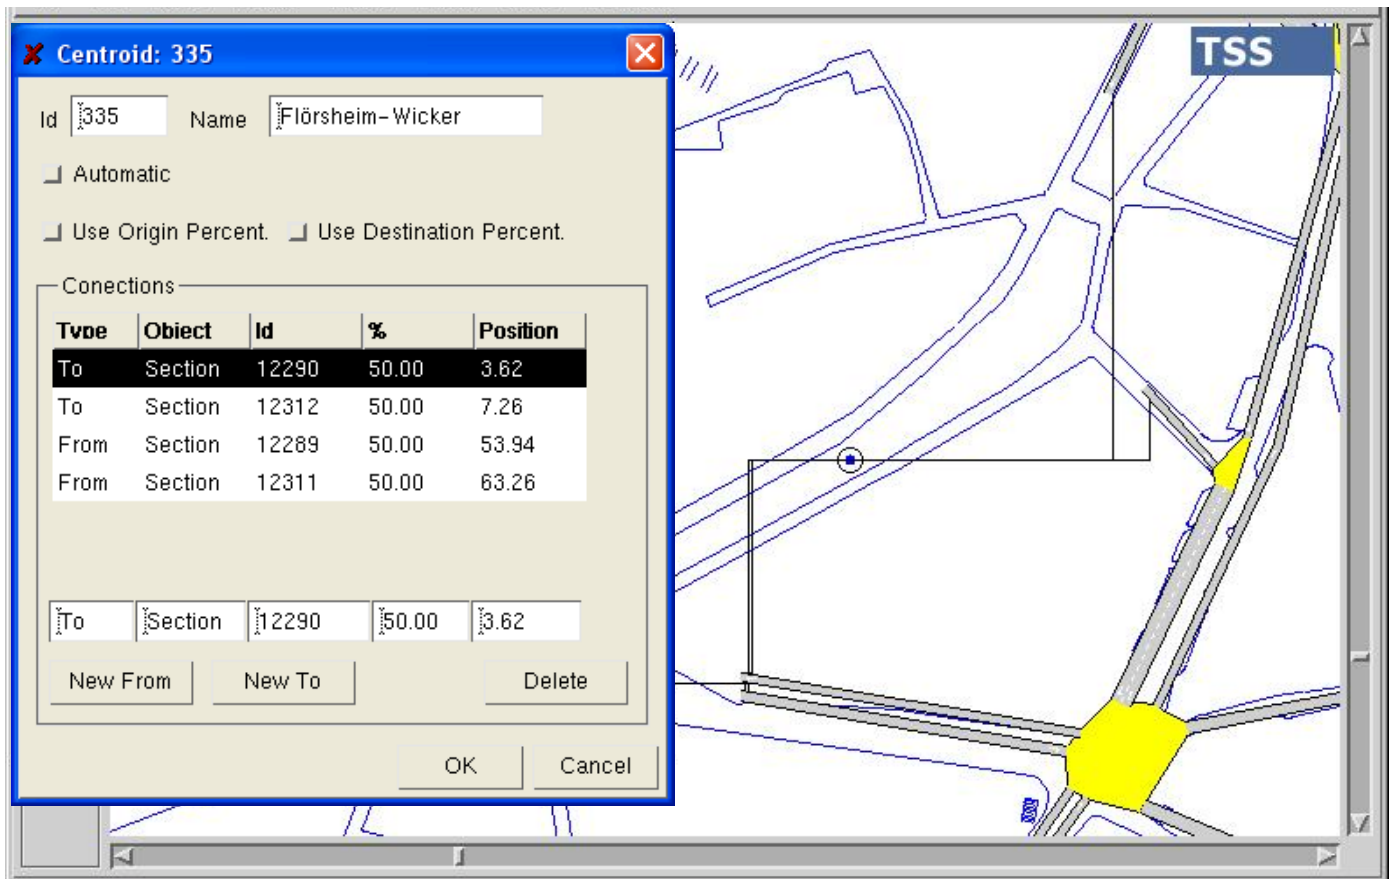 Centroid: 335
TSS
Id 335 Name Flörsheim-Wicker
Automatic
Use Origin Percent. Use Destination Percent.
Conections
Type Object Id % Position
To Section 12290 50.00 3.62
To Section 12312 50.00 7.26
From Section 12289 50.00 53.94
From Section 12311 50.00 63.26
To Section 12290 50.00 3.62
New From New To Delete
OK Cancel